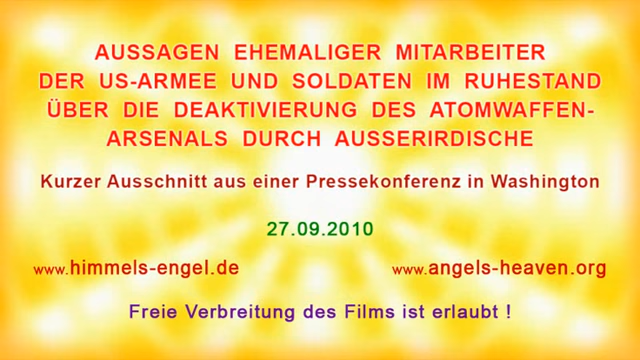 AUSSAGEN EHEMALIGER MITARBEITER
DER US-ARMEE UND SOLDATEN IM RUHESTAND
ÜBER DIE DEAKTIVIERUNG DES ATOMWAFFEN-
ARSENALS DURCH AUSSERIRDISCHE
Kurzer Ausschnitt aus einer Pressekonferenz in Washington
27.09.2010
www.himmels-engel.de www.angels-heaven.org
Freie Verbreitung des Films ist erlaubt !